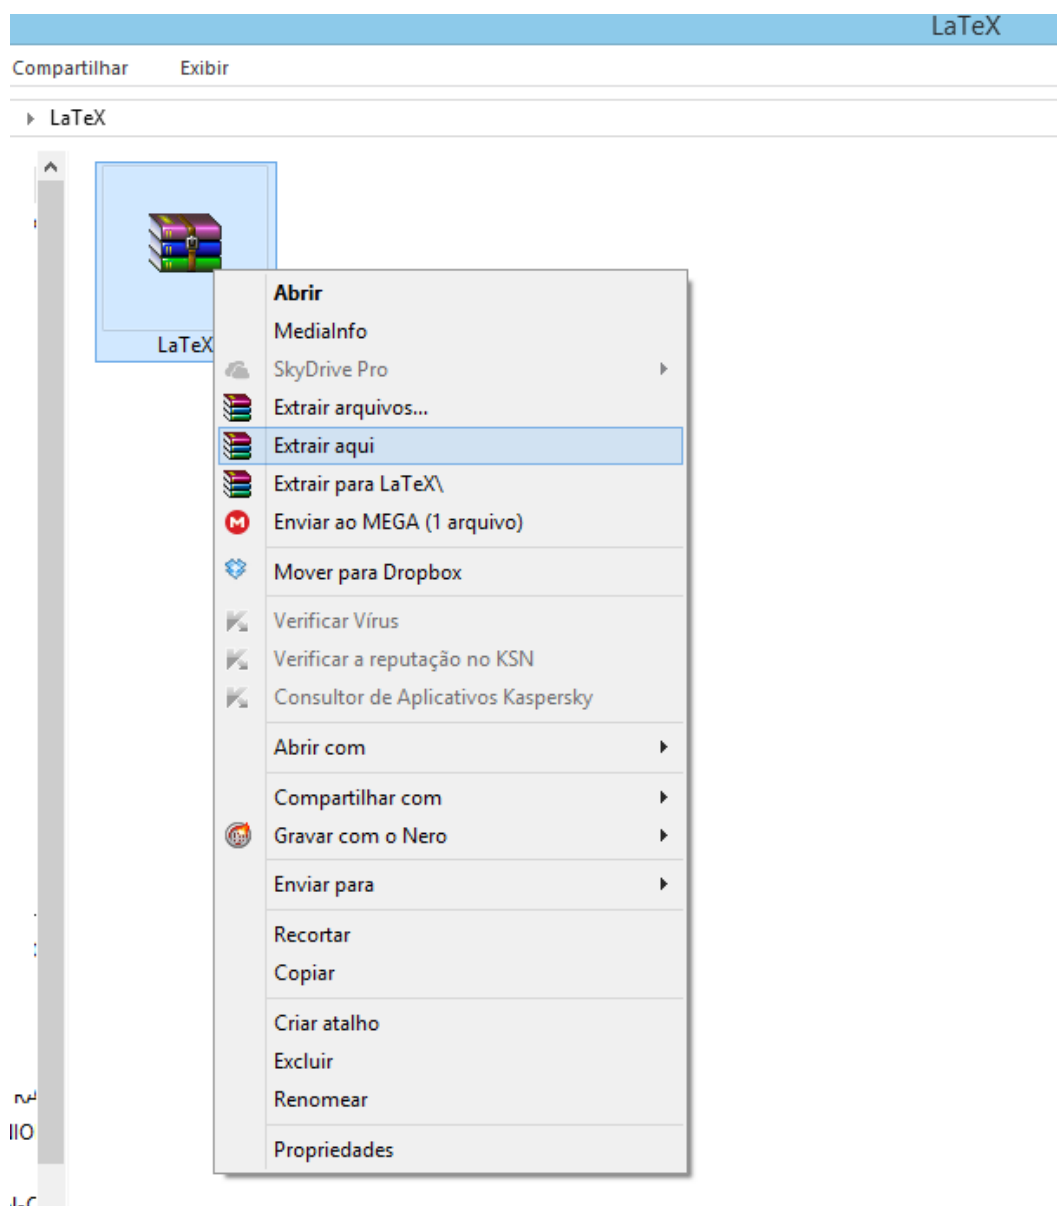 LaTeX
Compartilhar Exibir
LaTeX
LaTeX
Abrir
MediaInfo
SkyDrive Pro
Extrair arquivos...
Extrair aqui
Extrair para LaTeX\
Enviar ao MEGA (1 arquivo)
Mover para Dropbox
Verificar Vírus
Verificar a reputação no KSN
Consultor de Aplicativos Kaspersky
Abrir com
Compartilhar com
Gravar com o Nero
Enviar para
Recortar
Copiar
Criar atalho
Excluir
Renomear
Propriedades